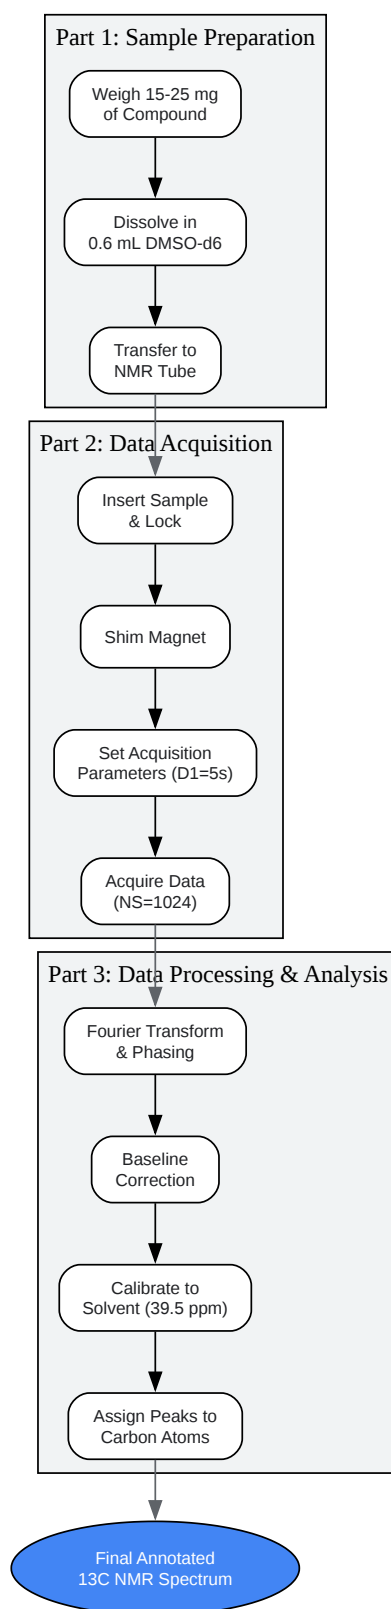 Part 1: Sample Preparation
Weigh 15-25 mg
of Compound
Dissolve in
0.6 mL DMSO-d6
Transfer to
NMR Tube
Part 2: Data Acquisition
Insert Sample
& Lock
Shim Magnet
Set Acquisition
Parameters (D1=5s)
Acquire Data
(NS=1024)
Part 3: Data Processing & Analysis
Fourier Transform
& Phasing
Baseline
Correction
Calibrate to
Solvent (39.5 ppm)
Assign Peaks to
Carbon Atoms
Final Annotated
13C NMR Spectrum